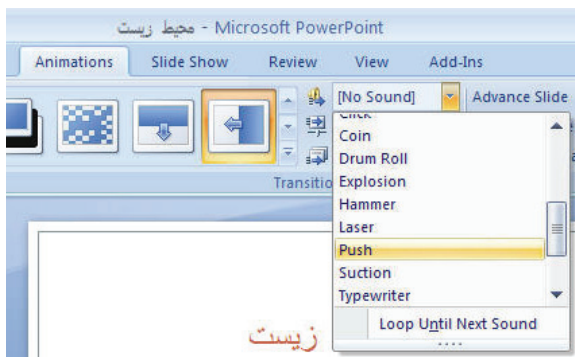 محیط زیست - Microsoft PowerPoint
Animations Slide Show Review View Add-Ins
[No Sound] Advance Slide
Click
Coin
Drum Roll
Explosion
Hammer
Laser
Push
Suction
Typewriter
Loop Until Next Sound
زیست